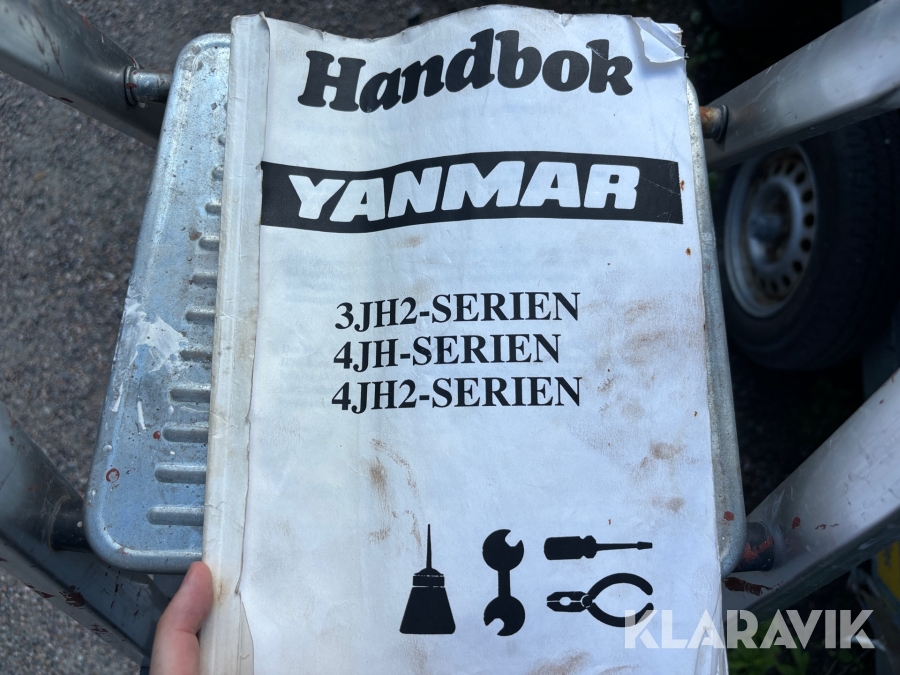 Handbok
YANMAR
3JH2-SERIEN
4JH-SERIEN
4JH2-SERIEN
KLARAVIK